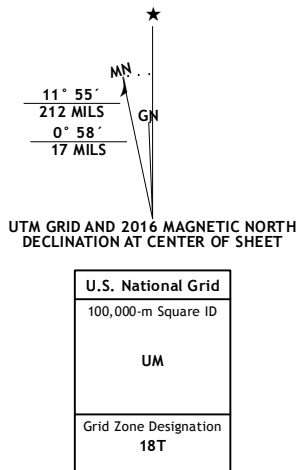 MN
GN
11° 55´
212 MILS
0° 58´
17 MILS
UTM GRID AND 2016 MAGNETIC NORTH
DECLINATION AT CENTER OF SHEET
U.S. National Grid
100,000-m Square ID
UM
Grid Zone Designation
18T